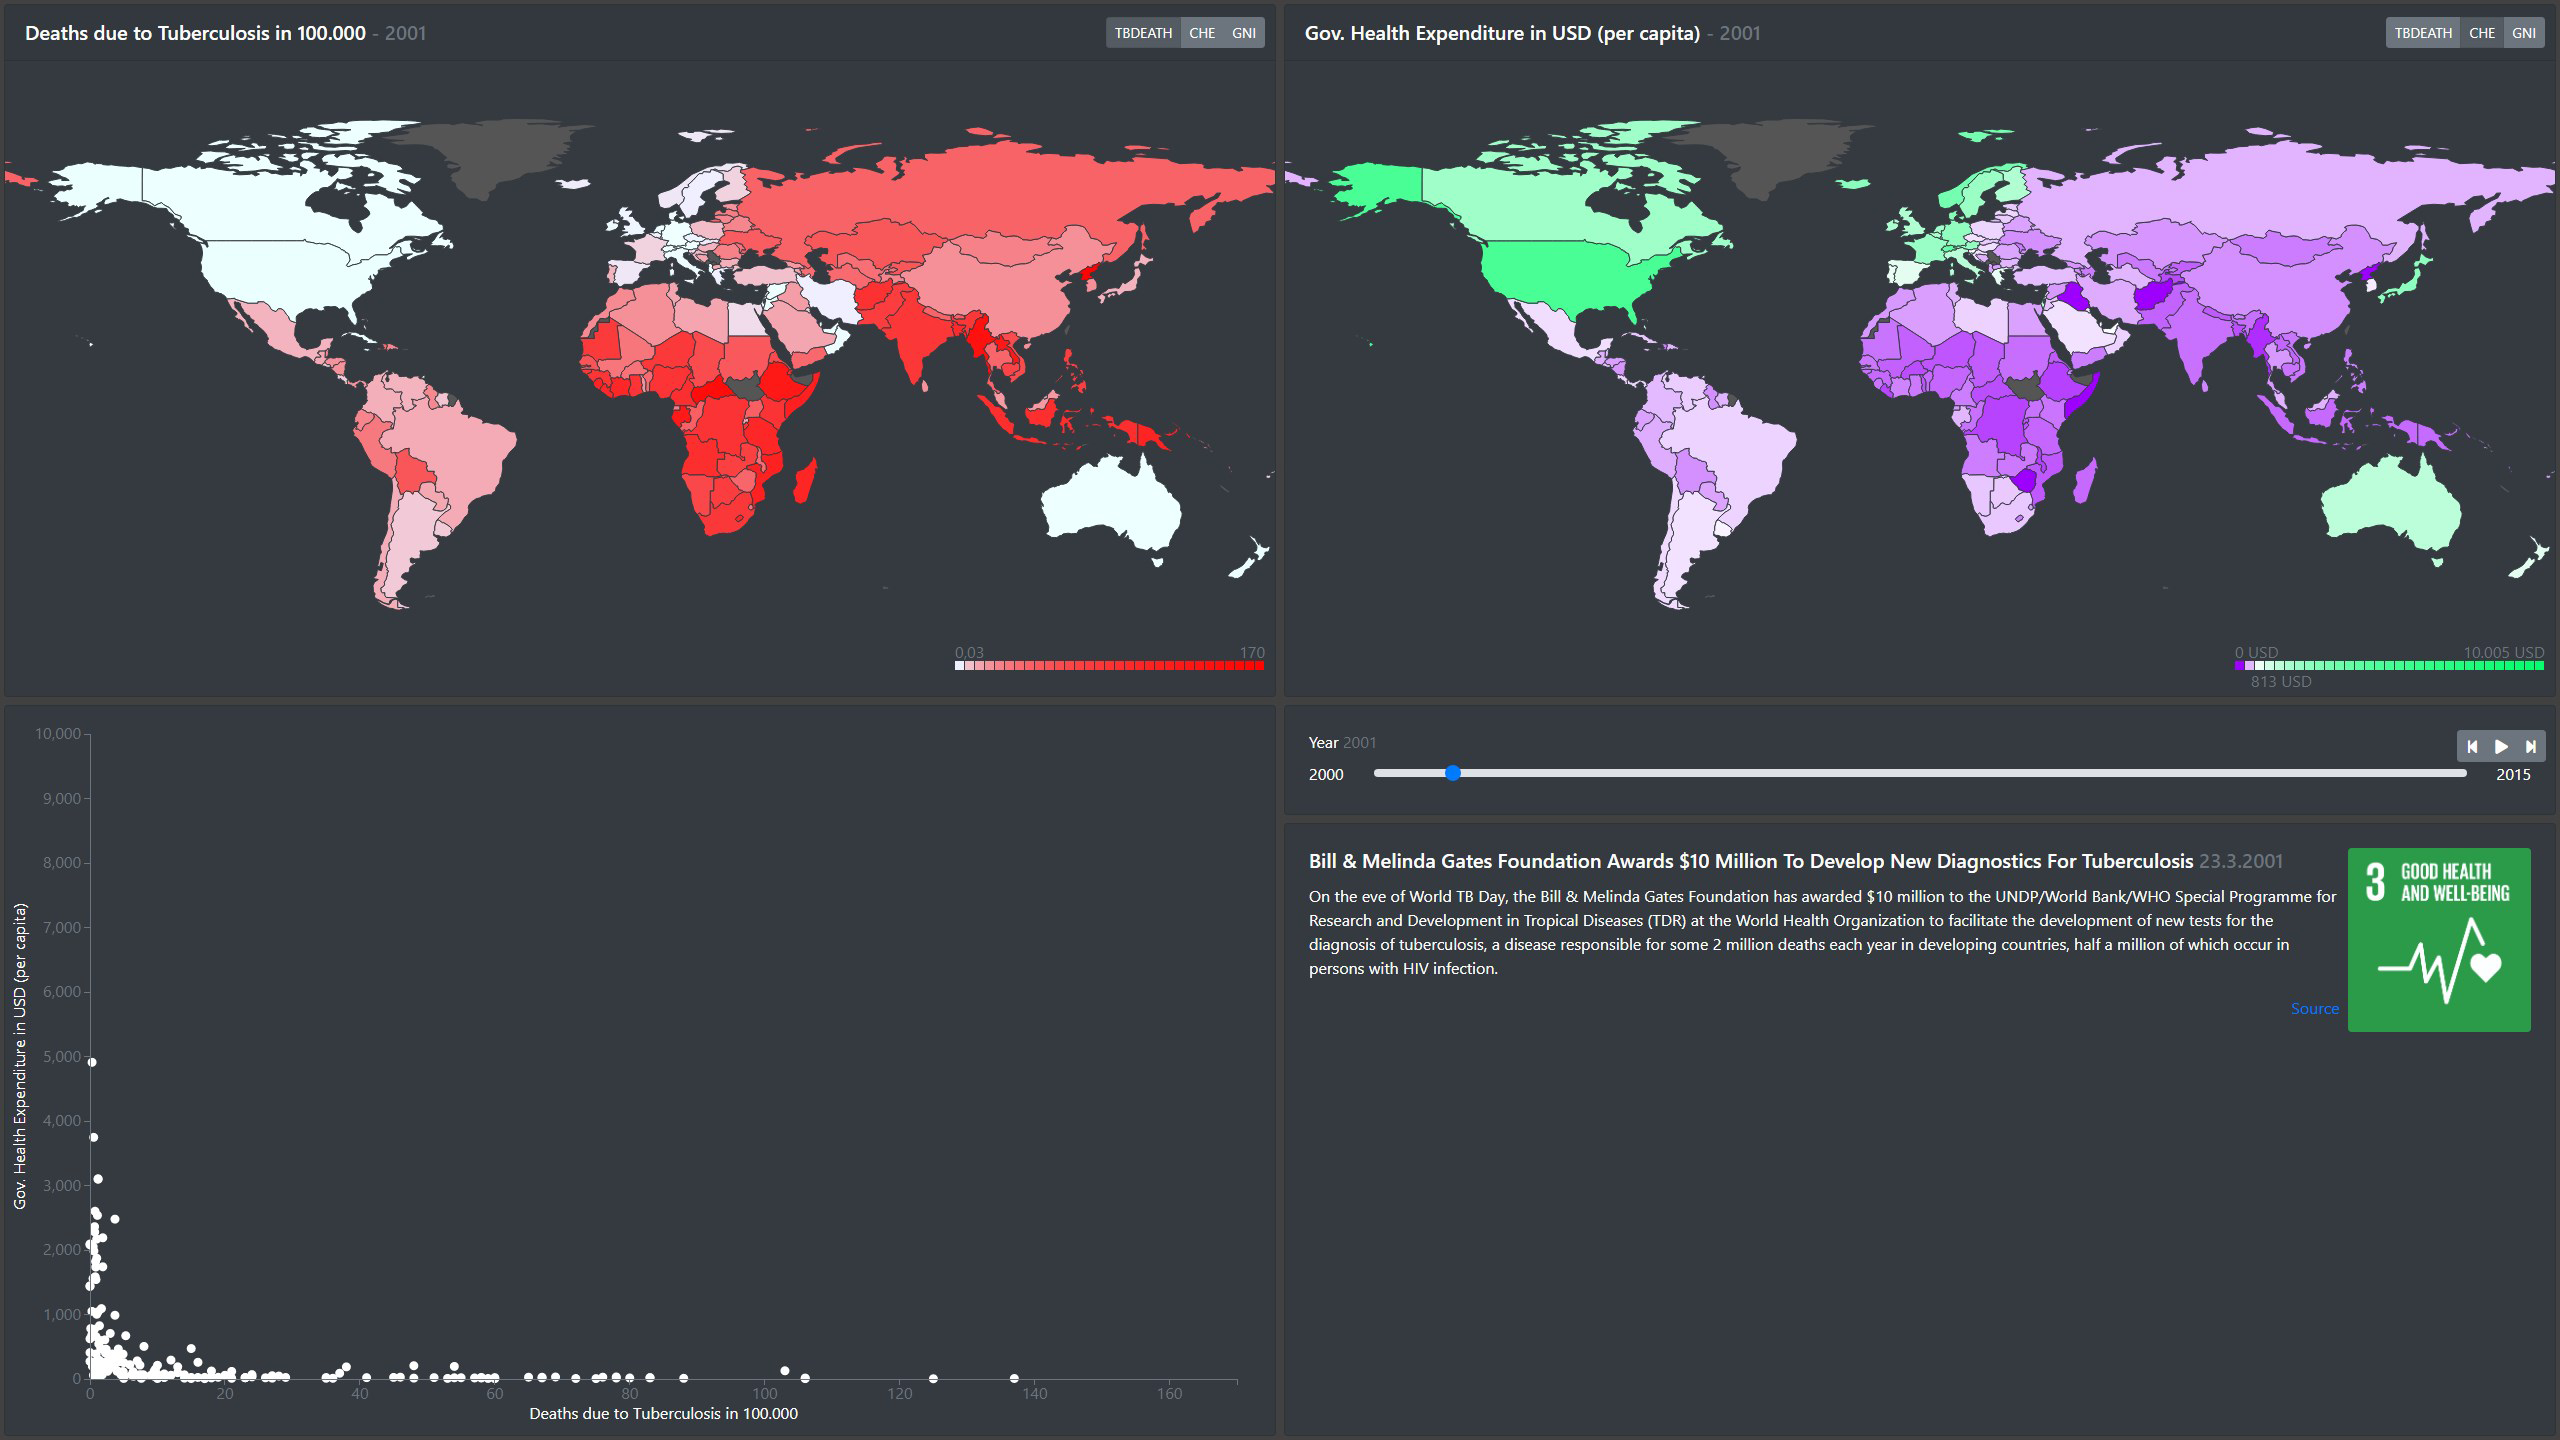 Deaths due to Tuberculosis in 100.000 - 2001
TBDEATH CHE GNI
0,03 170
Gov. Health Expenditure in USD (per capita) - 2001
TBDEATH CHE GNI
0 USD 10.005 USD
813 USD
10,000
9,000
8,000
7,000
6,000
5,000
4,000
3,000
2,000
1,000
0
Gov. Health Expenditure in USD (per capita)
0 20 40 60 80 100 120 140 160
Deaths due to Tuberculosis in 100.000
Year 2001
2000 2015
Bill & Melinda Gates Foundation Awards $10 Million To Develop New Diagnostics For Tuberculosis 23.3.2001
On the eve of World TB Day, the Bill & Melinda Gates Foundation has awarded $10 million to the UNDP/World Bank/WHO Special Programme for
Research and Development in Tropical Diseases (TDR) at the World Health Organization to facilitate the development of new tests for the
diagnosis of tuberculosis, a disease responsible for some 2 million deaths each year in developing countries, half a million of which occur in
persons with HIV infection.
Source
3 GOOD HEALTH
AND WELL-BEING